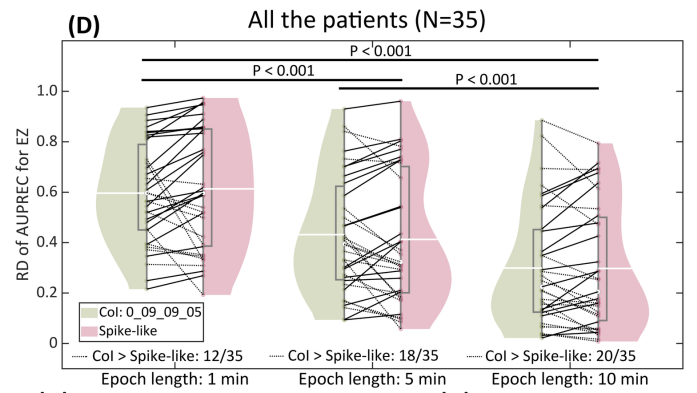 (D) All the patients (N=35)
P < 0.001
P < 0.001
P < 0.001
RD of AUPREC for EZ
1.0
0.8
0.6
0.4
0.2
0
CoI: 0_09_09_05
Spike-like
CoI > Spike-like: 12/35
CoI > Spike-like: 18/35
CoI > Spike-like: 20/35
Epoch length: 1 min
Epoch length: 5 min
Epoch length: 10 min